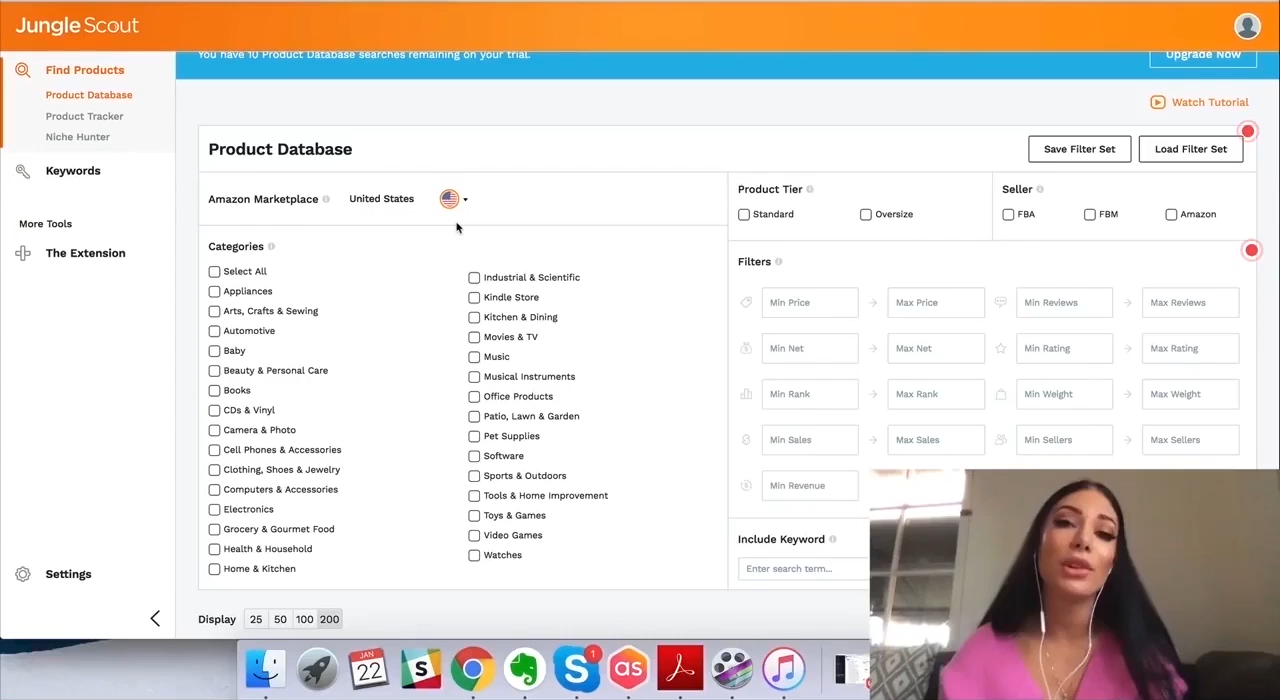 Jungle Scout
Find Products
Product Database
Product Tracker
Niche Hunter
Keywords
More Tools
The Extension
Settings
You have 10 Product Database searches remaining on your trial.
Upgrade Now
Watch Tutorial
Product Database
Save Filter Set
Load Filter Set
Amazon Marketplace
United States
Categories
Select All
Appliances
Arts, Crafts & Sewing
Automotive
Baby
Beauty & Personal Care
Books
CDs & Vinyl
Camera & Photo
Cell Phones & Accessories
Clothing, Shoes & Jewelry
Computers & Accessories
Electronics
Grocery & Gourmet Food
Health & Household
Home & Kitchen
Industrial & Scientific
Kindle Store
Kitchen & Dining
Movies & TV
Music
Musical Instruments
Office Products
Patio, Lawn & Garden
Pet Supplies
Software
Sports & Outdoors
Tools & Home Improvement
Toys & Games
Video Games
Watches
Product Tier
Standard
Oversize
Seller
FBA
FBM
Amazon
Filters
Min Price
Max Price
Min Reviews
Max Reviews
Min Net
Max Net
Min Rating
Max Rating
Min Rank
Max Rank
Min Weight
Max Weight
Min Sales
Max Sales
Min Sellers
Max Sellers
Min Revenue
Include Keyword
Enter search term...
Display
25
50
100
200
JAN
22
S
S
1
as